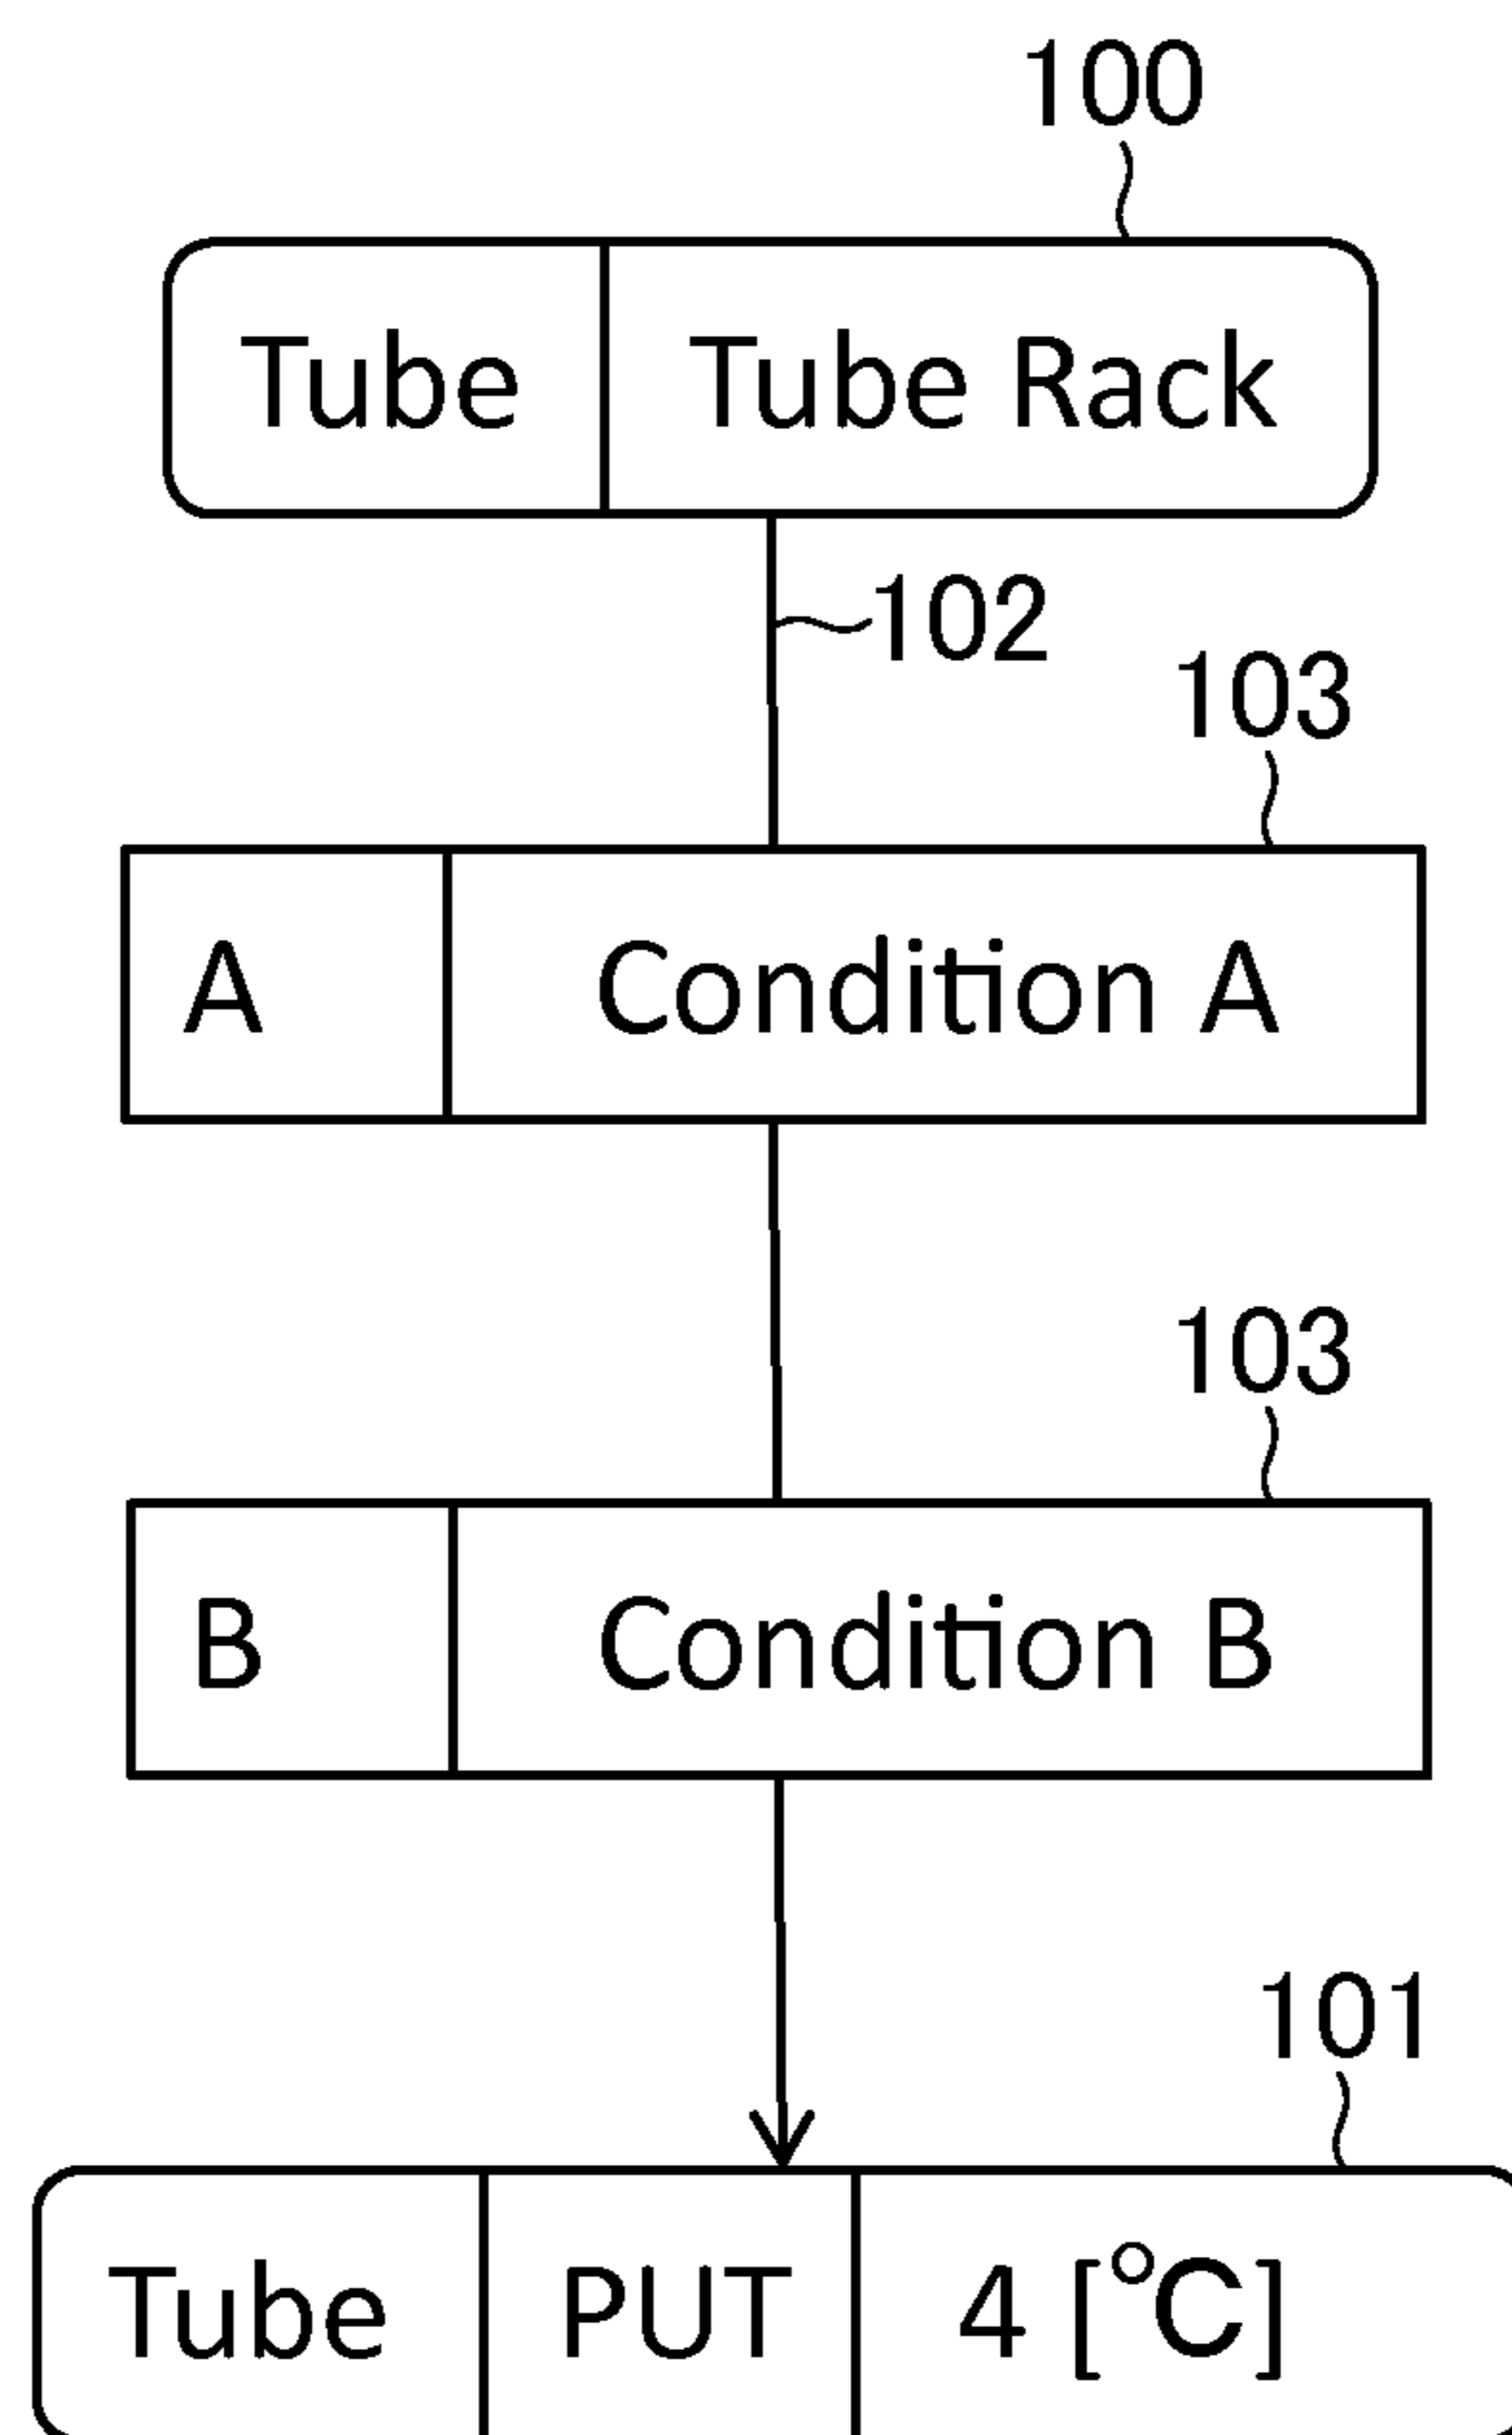 100
Tube Tube Rack
102
103
A Condition A
103
B Condition B
101
Tube PUT 4 [℃]